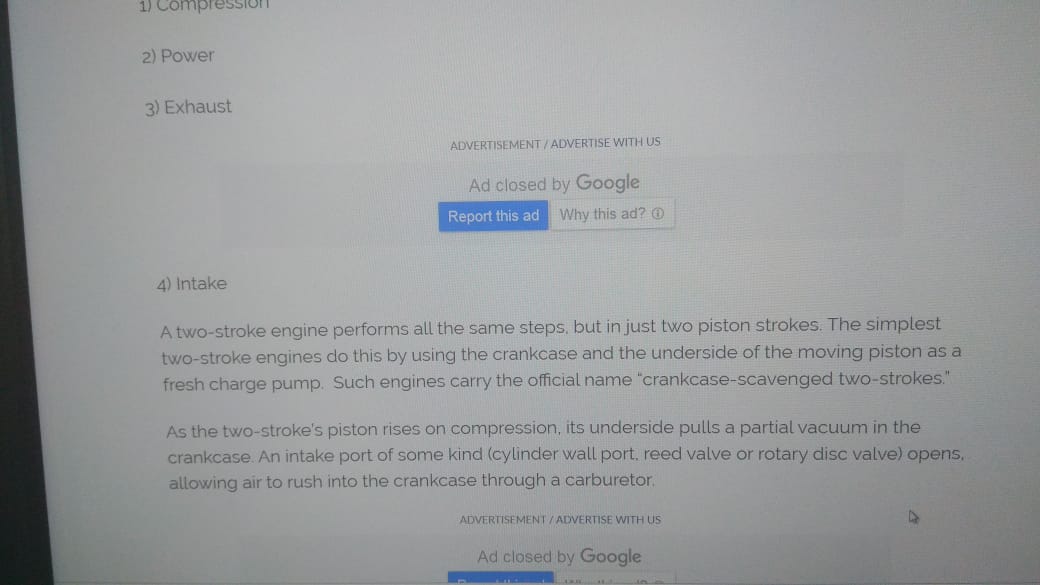 1) Compression
2) Power
3) Exhaust
ADVERTISEMENT / ADVERTISE WITH US
Ad closed by Google
Report this ad
Why this ad?
4) Intake
A two-stroke engine performs all the same steps, but in just two piston strokes. The simplest
two-stroke engines do this by using the crankcase and the underside of the moving piston as a
fresh charge pump. Such engines carry the official name “crankcase-scavenged two-strokes.”
As the two-stroke's piston rises on compression, its underside pulls a partial vacuum in the
crankcase. An intake port of some kind (cylinder wall port, reed valve or rotary disc valve) opens,
allowing air to rush into the crankcase through a carburetor.
ADVERTISEMENT / ADVERTISE WITH US
Ad closed by Google